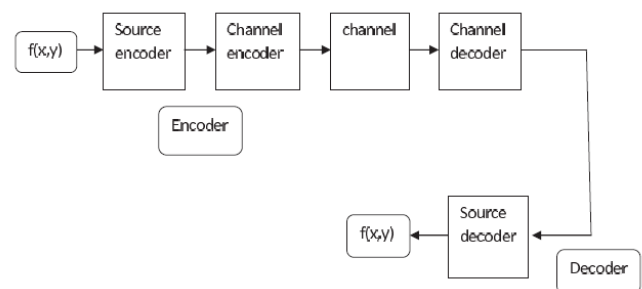 f(x,y)
Source
encoder
Channel
encoder
channel
Channel
decoder
Encoder
f(x,y)
Source
decoder
Decoder